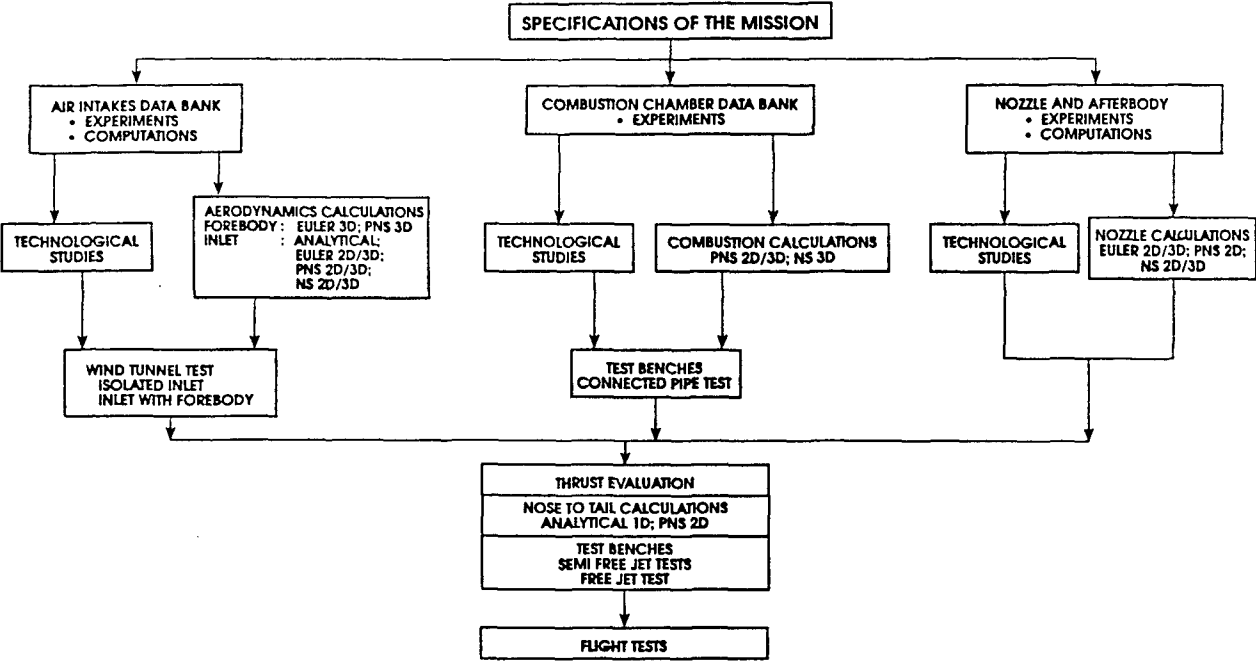 SPECIFICATIONS OF THE MISSION
AIR INTAKES DATA BANK
• EXPERIMENTS
• COMPUTATIONS
COMBUSTION CHAMBER DATA BANK
• EXPERIMENTS
NOZZLE AND AFTERBODY
• EXPERIMENTS
• COMPUTATIONS
TECHNOLOGICAL
STUDIES
AERODYNAMICS CALCULATIONS
FOREBODY : EULER 3D; PNS 3D
INLET : ANALYTICAL;
EULER 2D/3D;
PNS 2D/3D;
NS 2D/3D
TECHNOLOGICAL
STUDIES
COMBUSTION CALCULATIONS
PNS 2D/3D; NS 3D
TECHNOLOGICAL
STUDIES
NOZZLE CALCULATIONS
EULER 2D/3D; PNS 2D;
NS 2D/3D
WIND TUNNEL TEST
ISOLATED INLET
INLET WITH FOREBODY
TEST BENCHES
CONNECTED PIPE TEST
THRUST EVALUATION
NOSE TO TAIL CALCULATIONS
ANALYTICAL 1D; PNS 2D
TEST BENCHES
SEMI FREE JET TESTS
FREE JET TEST
FLIGHT TESTS